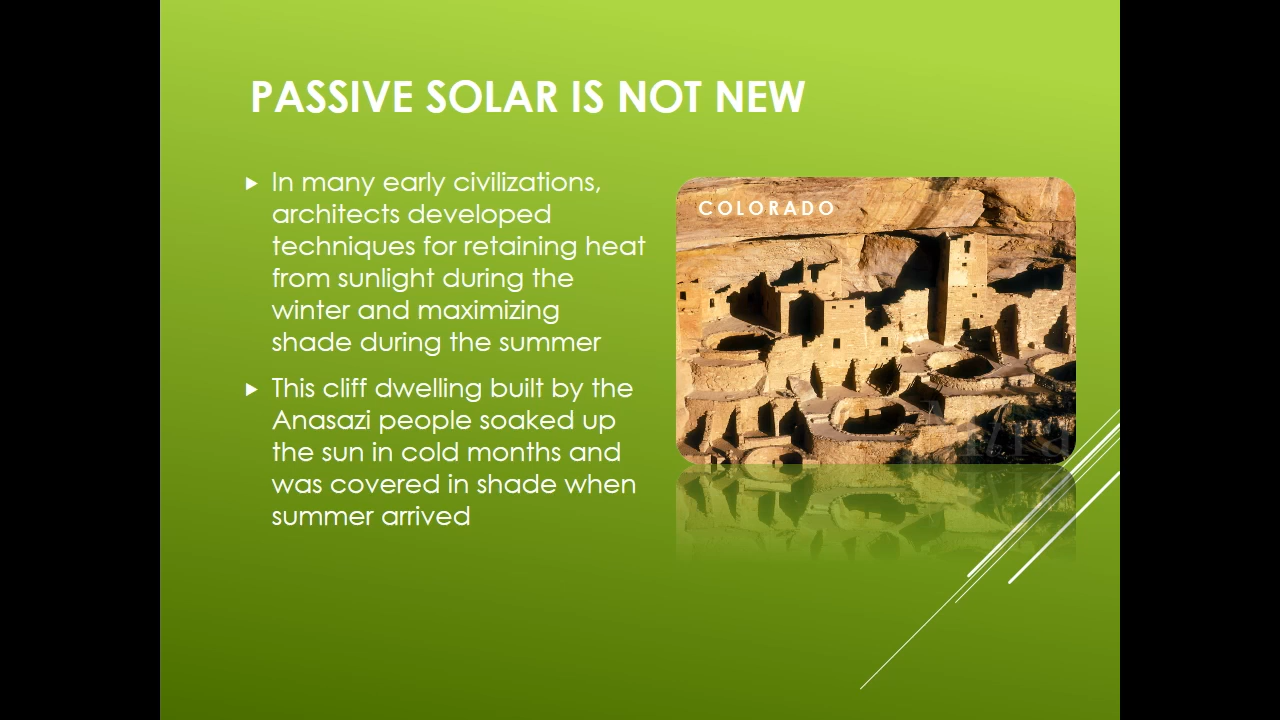 PASSIVE SOLAR IS NOT NEW
In many early civilizations,
architects developed
techniques for retaining heat
from sunlight during the
winter and maximizing
shade during the summer
This cliff dwelling built by the
Anasazi people soaked up
the sun in cold months and
was covered in shade when
summer arrived
COLORADO